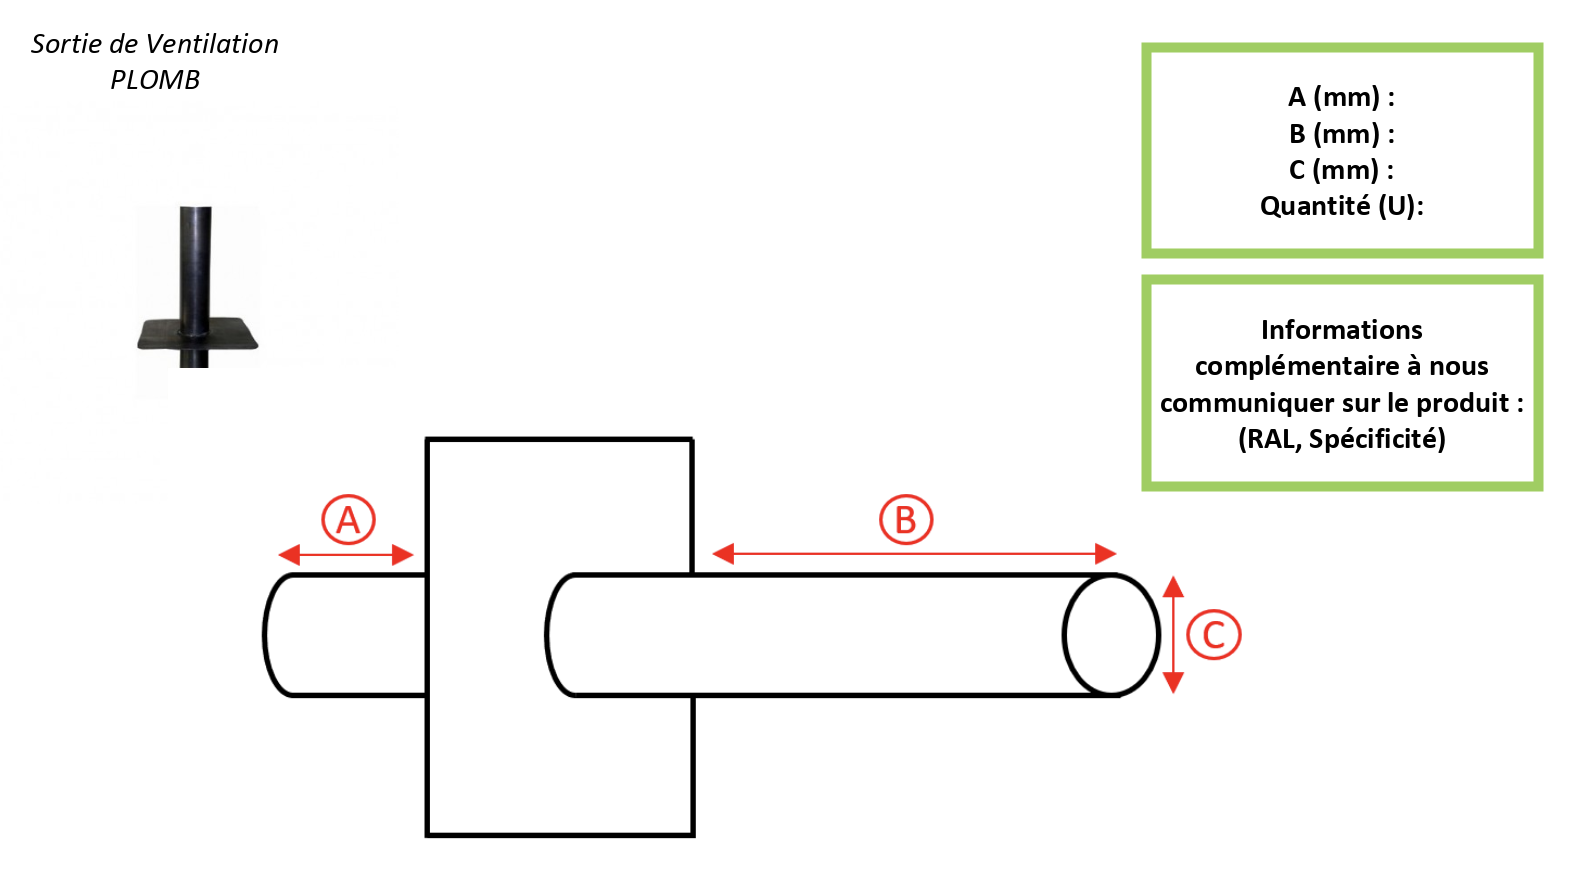 Sortie de Ventilation
PLOMB
A (mm) :
B (mm) :
C (mm) :
Quantité (U):
Informations
complémentaire à nous
communiquer sur le produit :
(RAL, Spécificité)
A
B
C